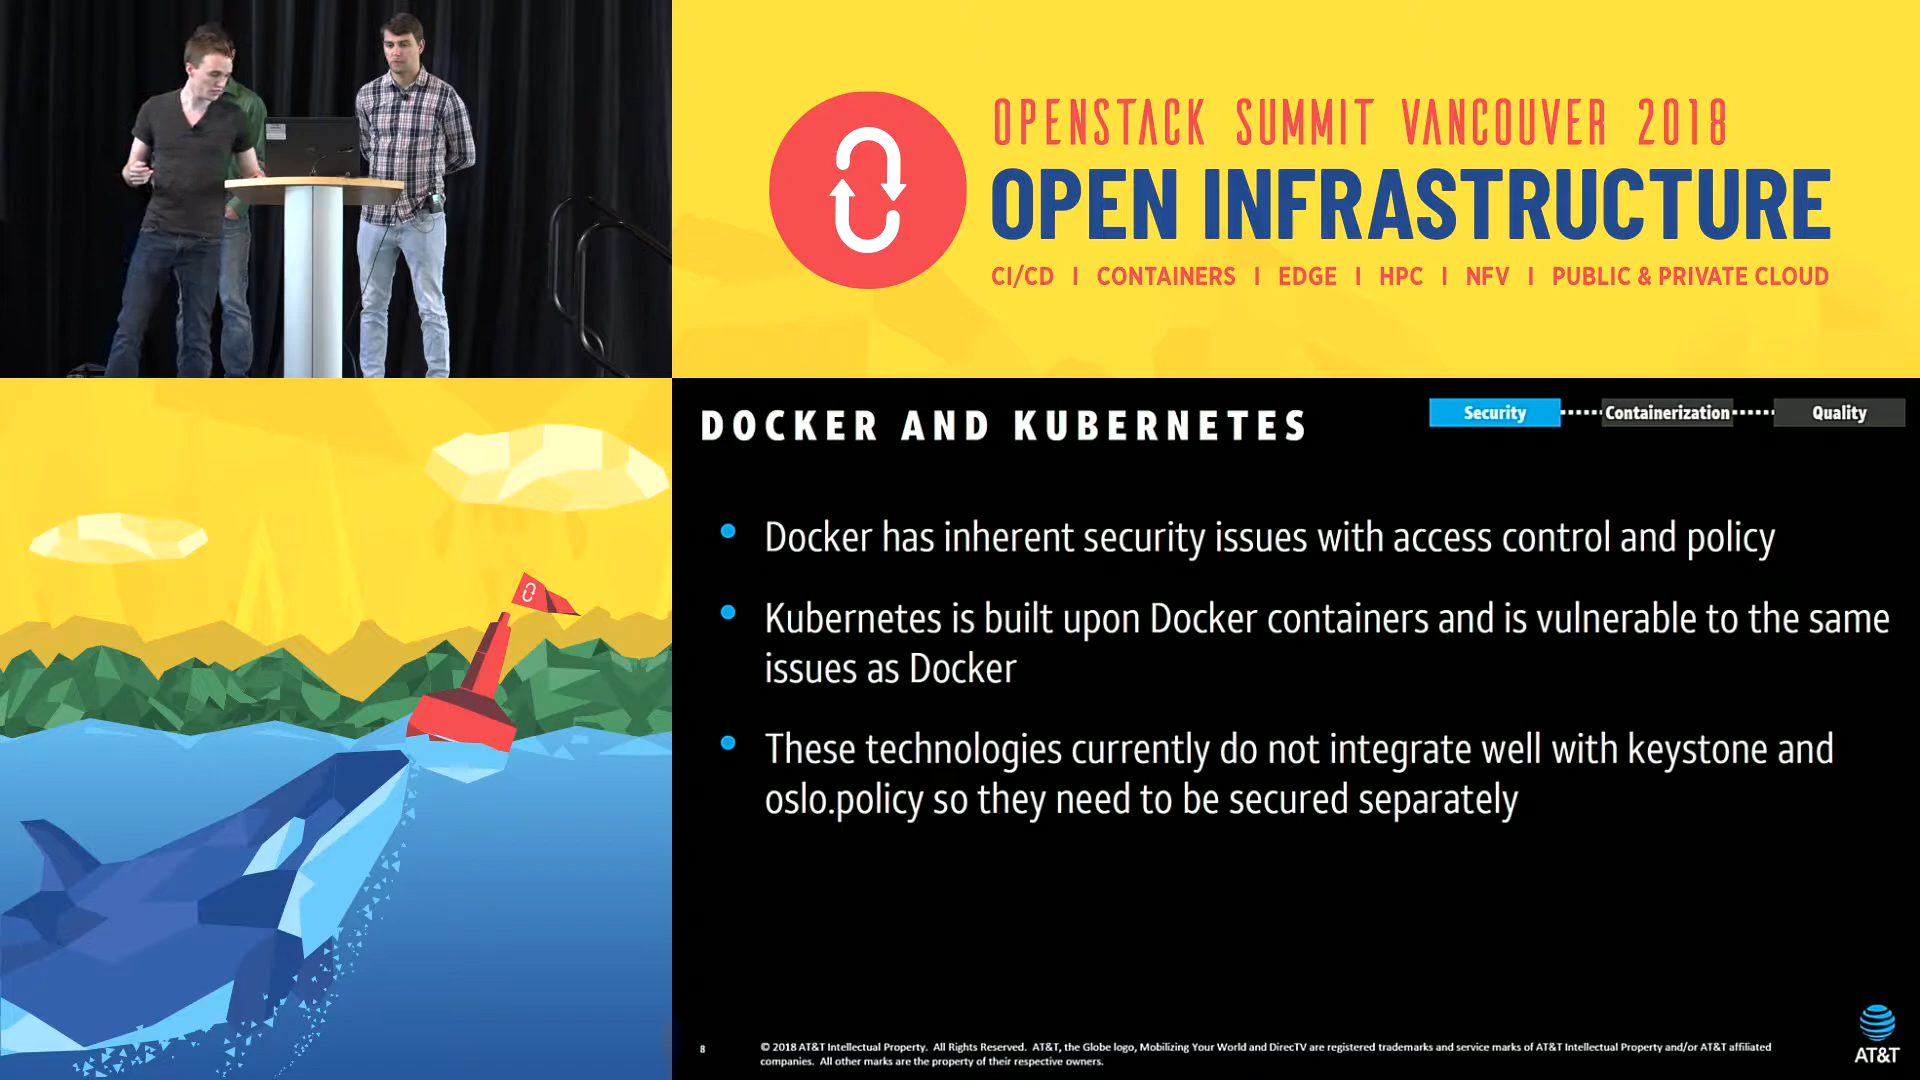 OPENSTACK SUMMIT VANCOUVER 2018
OPEN INFRASTRUCTURE
CI/CD | CONTAINERS | EDGE | HPC | NFV | PUBLIC & PRIVATE CLOUD
DOCKER AND KUBERNETES
Security Containerization Quality
• Docker has inherent security issues with access control and policy
• Kubernetes is built upon Docker containers and is vulnerable to the same
issues as Docker
• These technologies currently do not integrate well with keystone and
oslo.policy so they need to be secured separately
8
© 2018 AT&T Intellectual Property. All Rights Reserved. AT&T, the Globe logo, Mobilizing Your World and DirecTV are registered trademarks and service marks of AT&T Intellectual Property and/or AT&T affiliated
companies. All other marks are the property of their respective owners.
AT&T